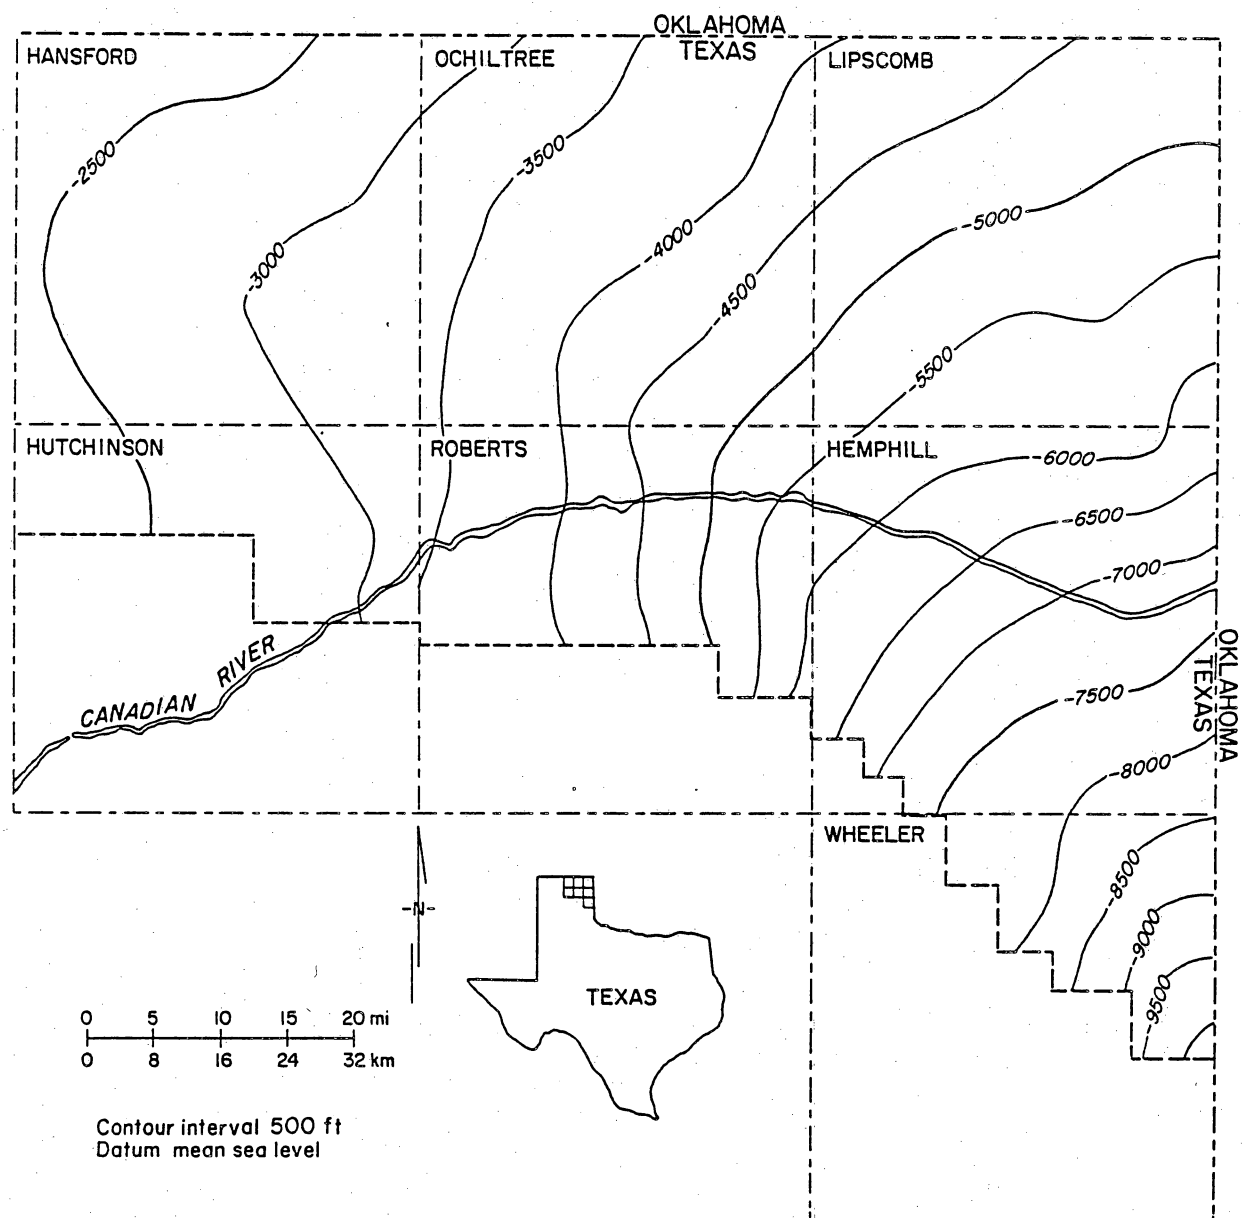 OKLAHOMA
TEXAS
HANSFORD
OCHILTREE
LIPSCOMB
-2500
-3500
-3000
-4000
-5000
-4500
-5500
HUTCHINSON
ROBERTS
HEMPHILL
-6000
-6500
-7000
OKLAHOMA
TEXAS
CANADIAN RIVER
-7500
-8000
WHEELER
-8500
-9000
-9500
-N-
TEXAS
0 5 10 15 20 mi
0 8 16 24 32 km
Contour interval 500 ft
Datum mean sea level